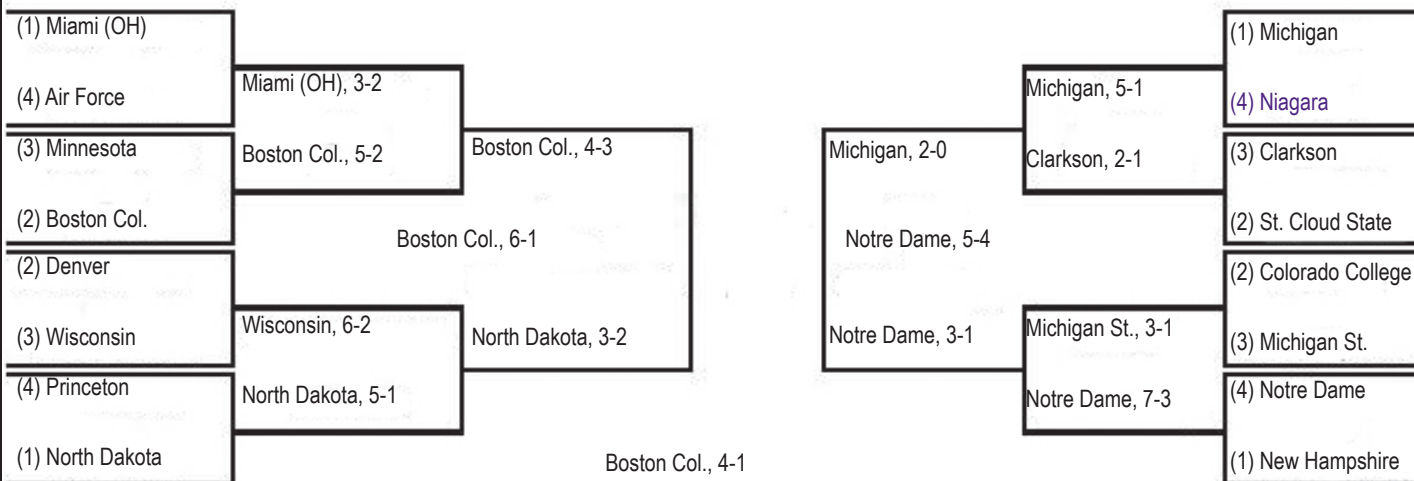 (1) Miami (OH)
(4) Air Force
(3) Minnesota
(2) Boston Col.
(2) Denver
(3) Wisconsin
(4) Princeton
(1) North Dakota
Miami (OH), 3-2
Boston Col., 5-2
Wisconsin, 6-2
North Dakota, 5-1
Boston Col., 4-3
North Dakota, 3-2
Boston Col., 6-1
Boston Col., 4-1
Notre Dame, 5-4
Michigan, 2-0
Notre Dame, 3-1
Michigan, 5-1
Clarkson, 2-1
Michigan St., 3-1
Notre Dame, 7-3
(1) Michigan
(4) Niagara
(3) Clarkson
(2) St. Cloud State
(2) Colorado College
(3) Michigan St.
(4) Notre Dame
(1) New Hampshire